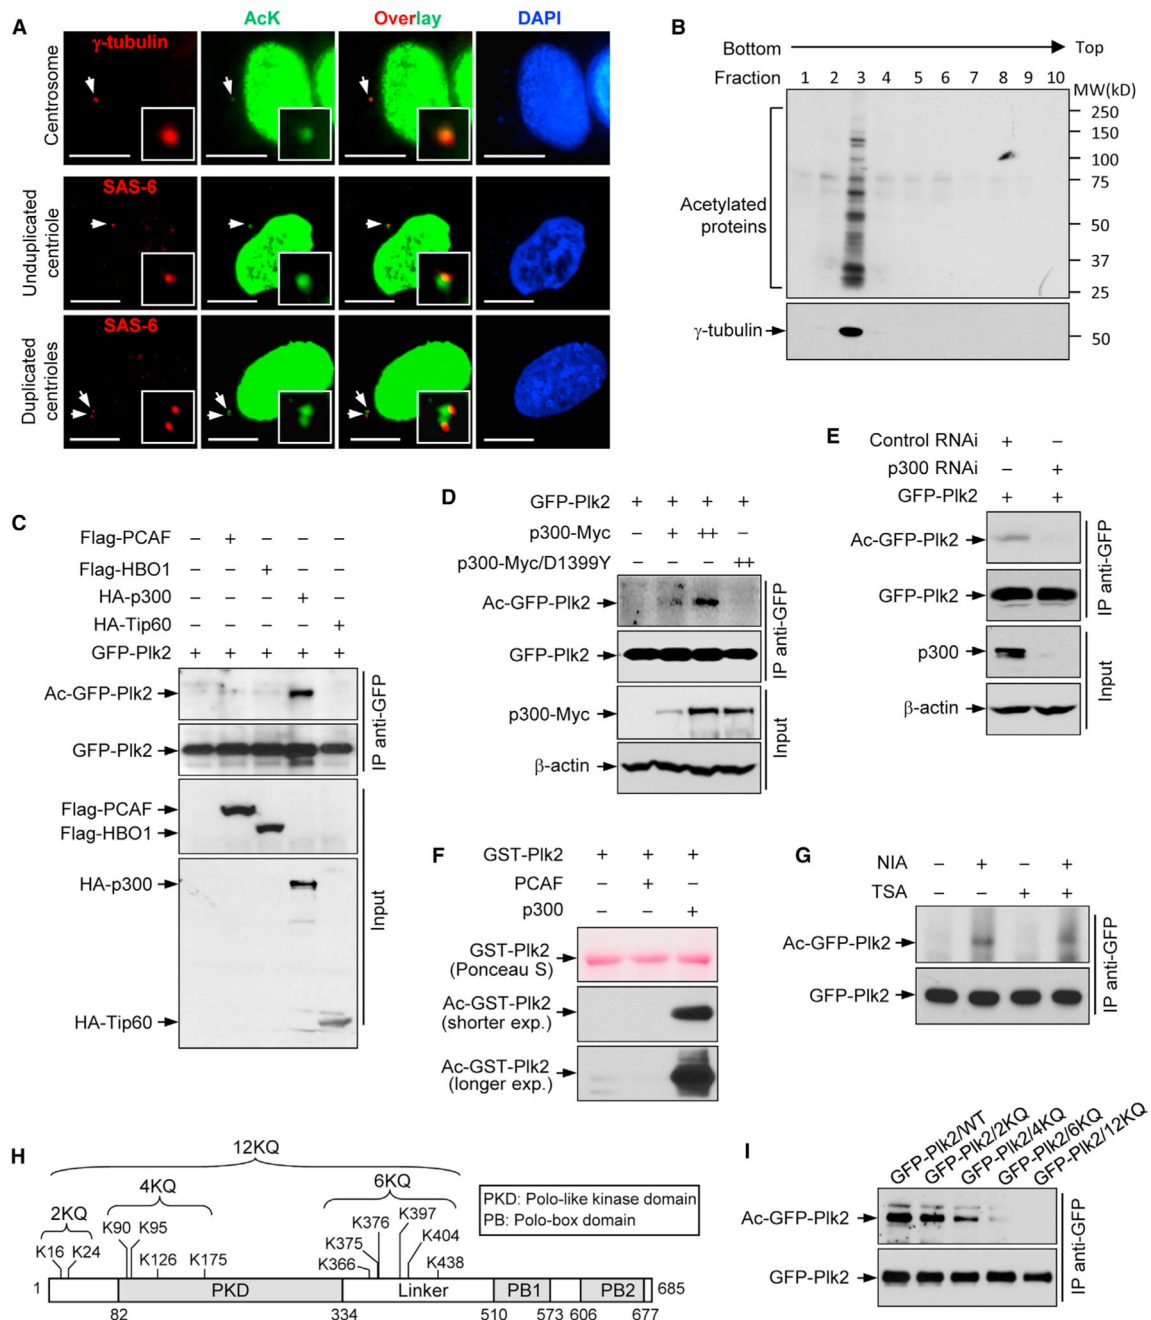 A
AcK Overlay DAPI
γ-tubulin
Centrosome
SAS-6
Unduplicated centriole
SAS-6
Duplicated centrioles
B
Bottom Top
Fraction 1 2 3 4 5 6 7 8 9 10
MW(kD)
250
150
100
75
50
37
25
Acetylated
proteins
γ-tubulin
50
C
Flag-PCAF – + – – –
Flag-HBO1 – – + – –
HA-p300 – – – + –
HA-Tip60 – – – – +
GFP-Plk2 + + + + +
Ac-GFP-Plk2
GFP-Plk2
IP anti-GFP
Flag-PCAF
Flag-HBO1
HA-p300
HA-Tip60
Input
D
GFP-Plk2 + + + +
p300-Myc – + ++ –
p300-Myc/D1399Y – – – ++
Ac-GFP-Plk2
GFP-Plk2
IP anti-GFP
p300-Myc
β-actin
Input
E
Control RNAi + –
p300 RNAi – +
GFP-Plk2 + +
Ac-GFP-Plk2
GFP-Plk2
IP anti-GFP
p300
β-actin
Input
F
GST-Plk2 + + +
PCAF – + –
p300 – – +
GST-Plk2
(Ponceau S)
Ac-GST-Plk2
(shorter exp.)
Ac-GST-Plk2
(longer exp.)
G
NIA – + – +
TSA – – + +
Ac-GFP-Plk2
GFP-Plk2
IP anti-GFP
H
12KQ
4KQ
6KQ
2KQ
K90 K95
K376 K397
K16 K24
K126 K175
K375 K404
K366 K438
PKD: Polo-like kinase domain
PB: Polo-box domain
1 PKD Linker PB1 PB2 685
82 334 510 573 606 677
I
GFP-Plk2/WT
GFP-Plk2/2KQ
GFP-Plk2/4KQ
GFP-Plk2/6KQ
GFP-Plk2/12KQ
Ac-GFP-Plk2
GFP-Plk2
IP anti-GFP